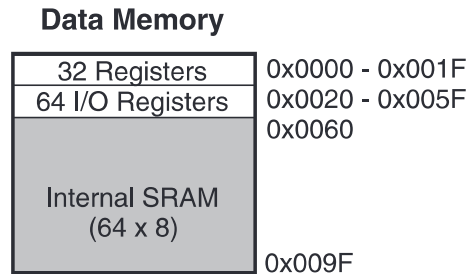 Data Memory
32 Registers 0x0000 - 0x001F
64 I/O Registers 0x0020 - 0x005F
0x0060
Internal SRAM
(64 x 8)
0x009F